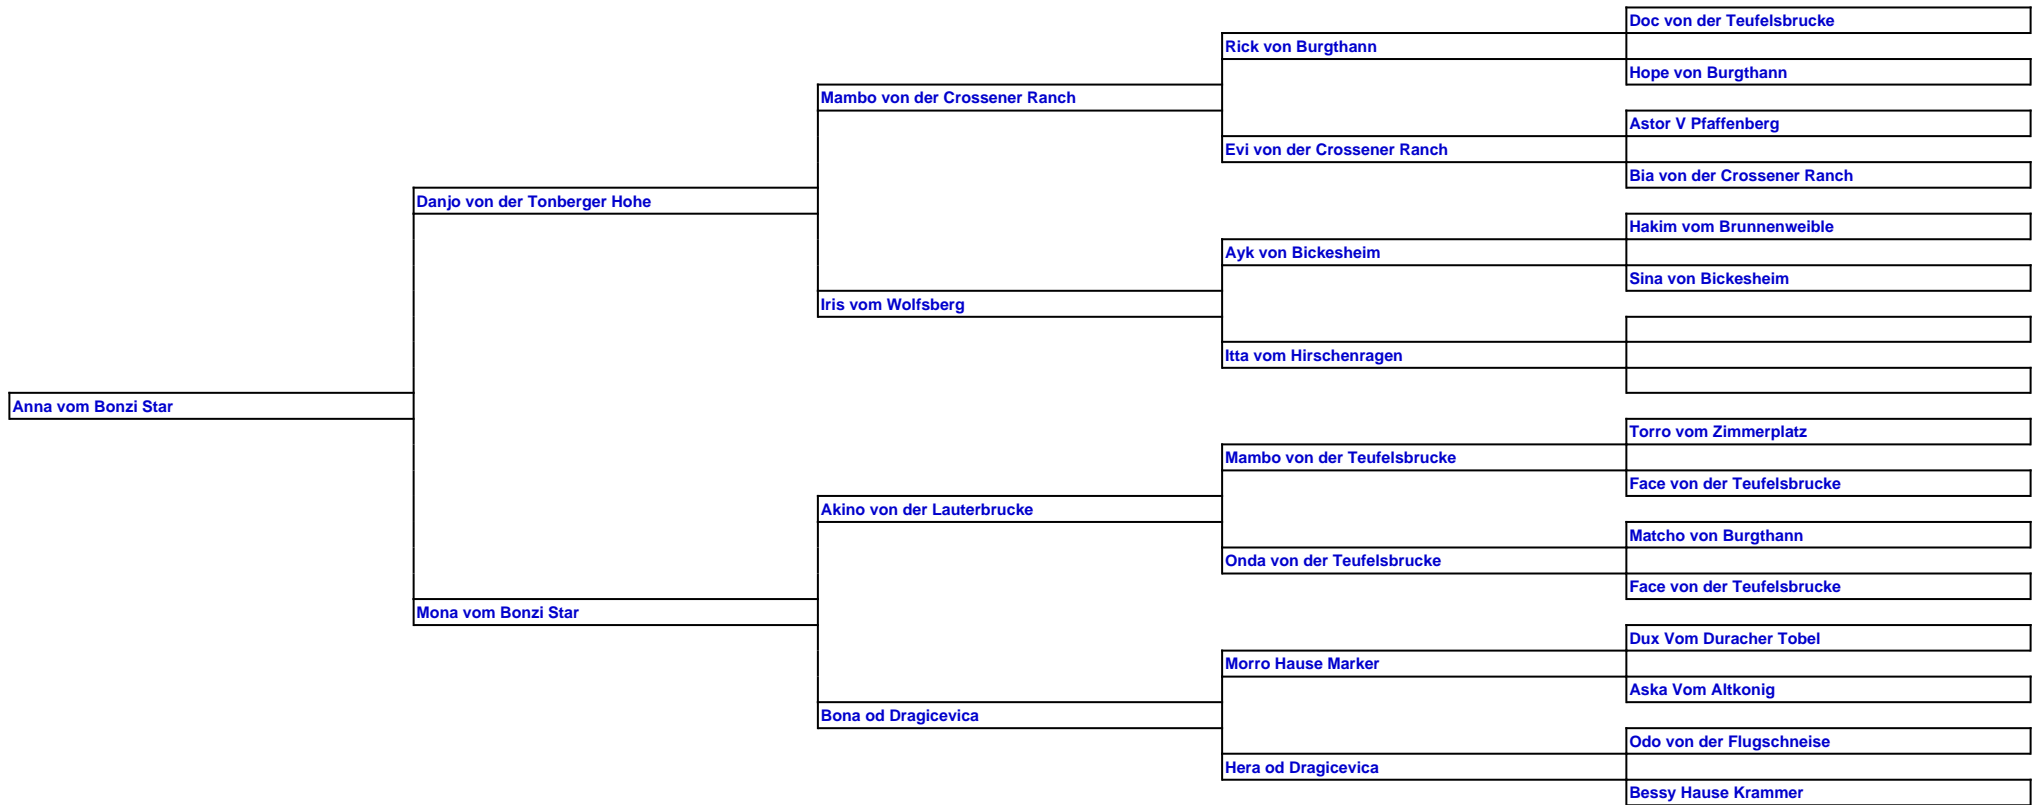 Doc von der Teufelsbrucke
Rick von Burgthann
Hope von Burgthann
Mambo von der Crossener Ranch
Astor V Pfaffenberg
Evi von der Crossener Ranch
Bia von der Crossener Ranch
Danjo von der Tonberger Hohe
Hakim vom Brunnenweible
Ayk von Bickesheim
Sina von Bickesheim
Iris vom Wolfsberg
Itta vom Hirschenragen
Anna vom Bonzi Star
Torro vom Zimmerplatz
Mambo von der Teufelsbrucke
Face von der Teufelsbrucke
Akino von der Lauterbrucke
Matcho von Burgthann
Onda von der Teufelsbrucke
Face von der Teufelsbrucke
Mona vom Bonzi Star
Dux Vom Duracher Tobel
Morro Hause Marker
Aska Vom Altkonig
Bona od Dragicevica
Odo von der Flugschneise
Hera od Dragicevica
Bessy Hause Krammer